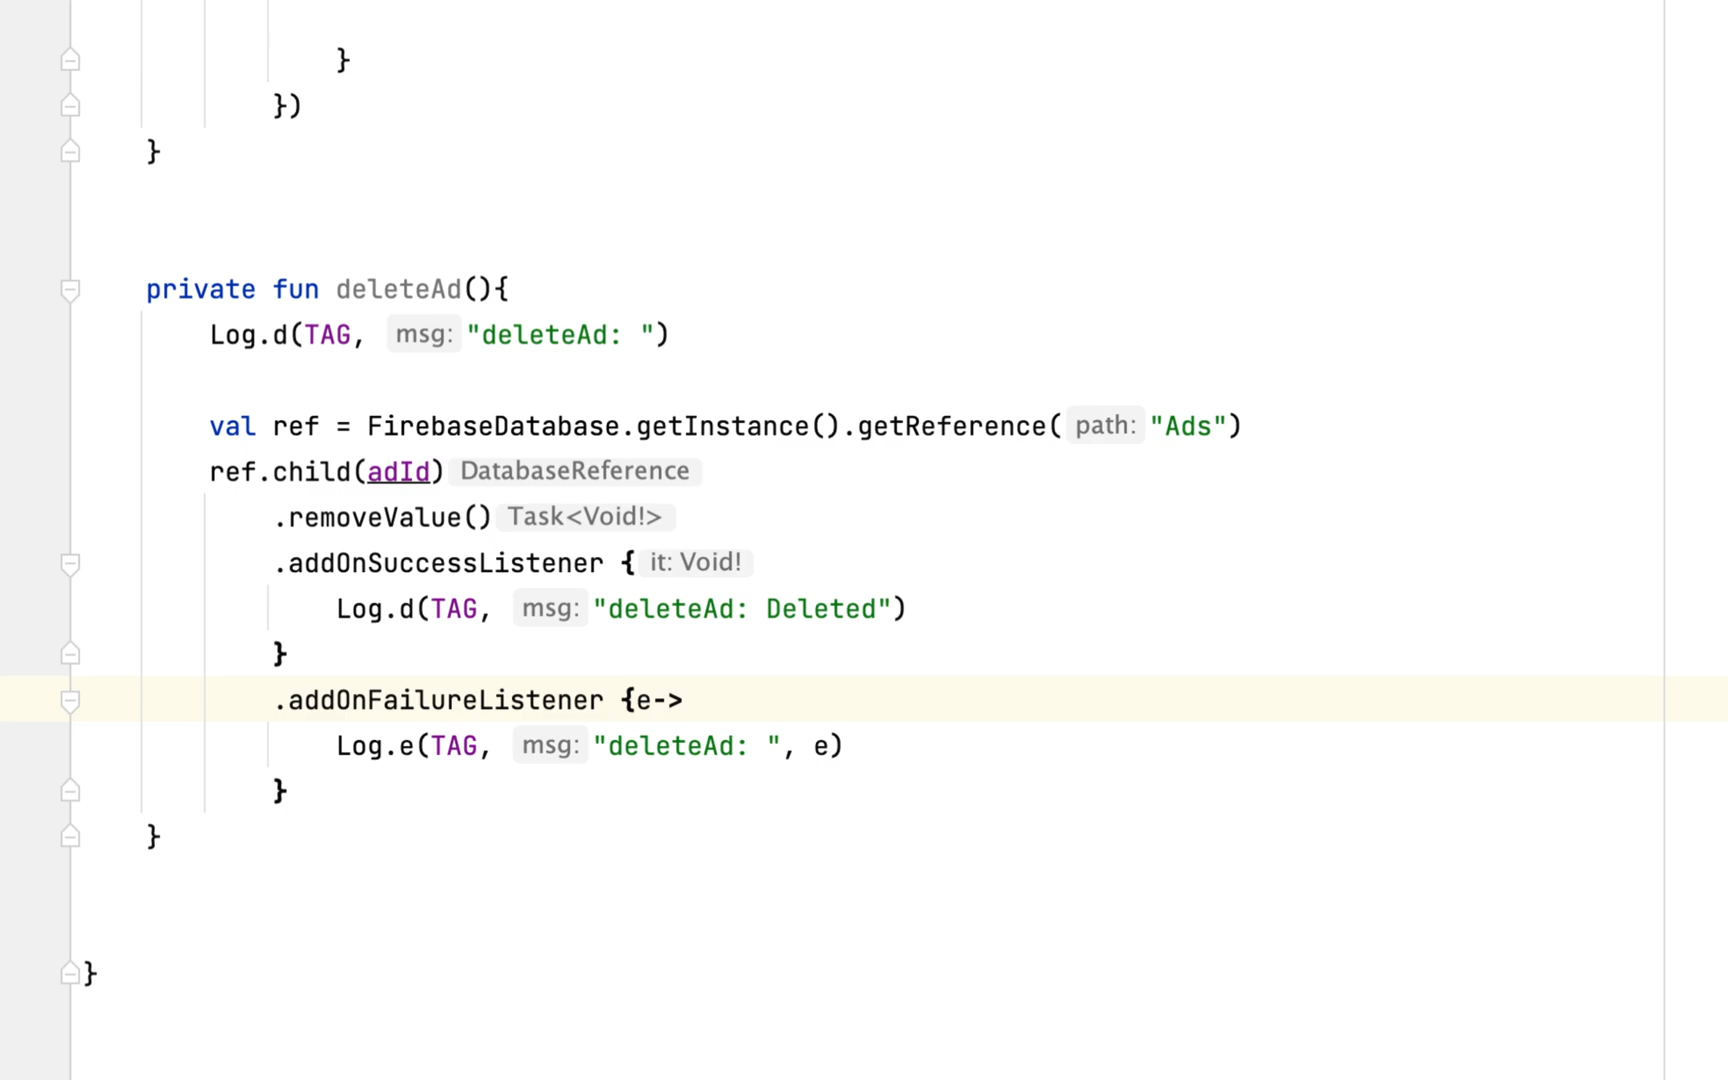 }
})
}
private fun deleteAd(){
Log.d(TAG, msg: "deleteAd: ")
val ref = FirebaseDatabase.getInstance().getReference( path: "Ads")
ref.child(adId) DatabaseReference
.removeValue() Task<Void!>
.addOnSuccessListener { it: Void!
Log.d(TAG, msg: "deleteAd: Deleted")
}
.addOnFailureListener {e->
Log.e(TAG, msg: "deleteAd: ", e)
}
}
}